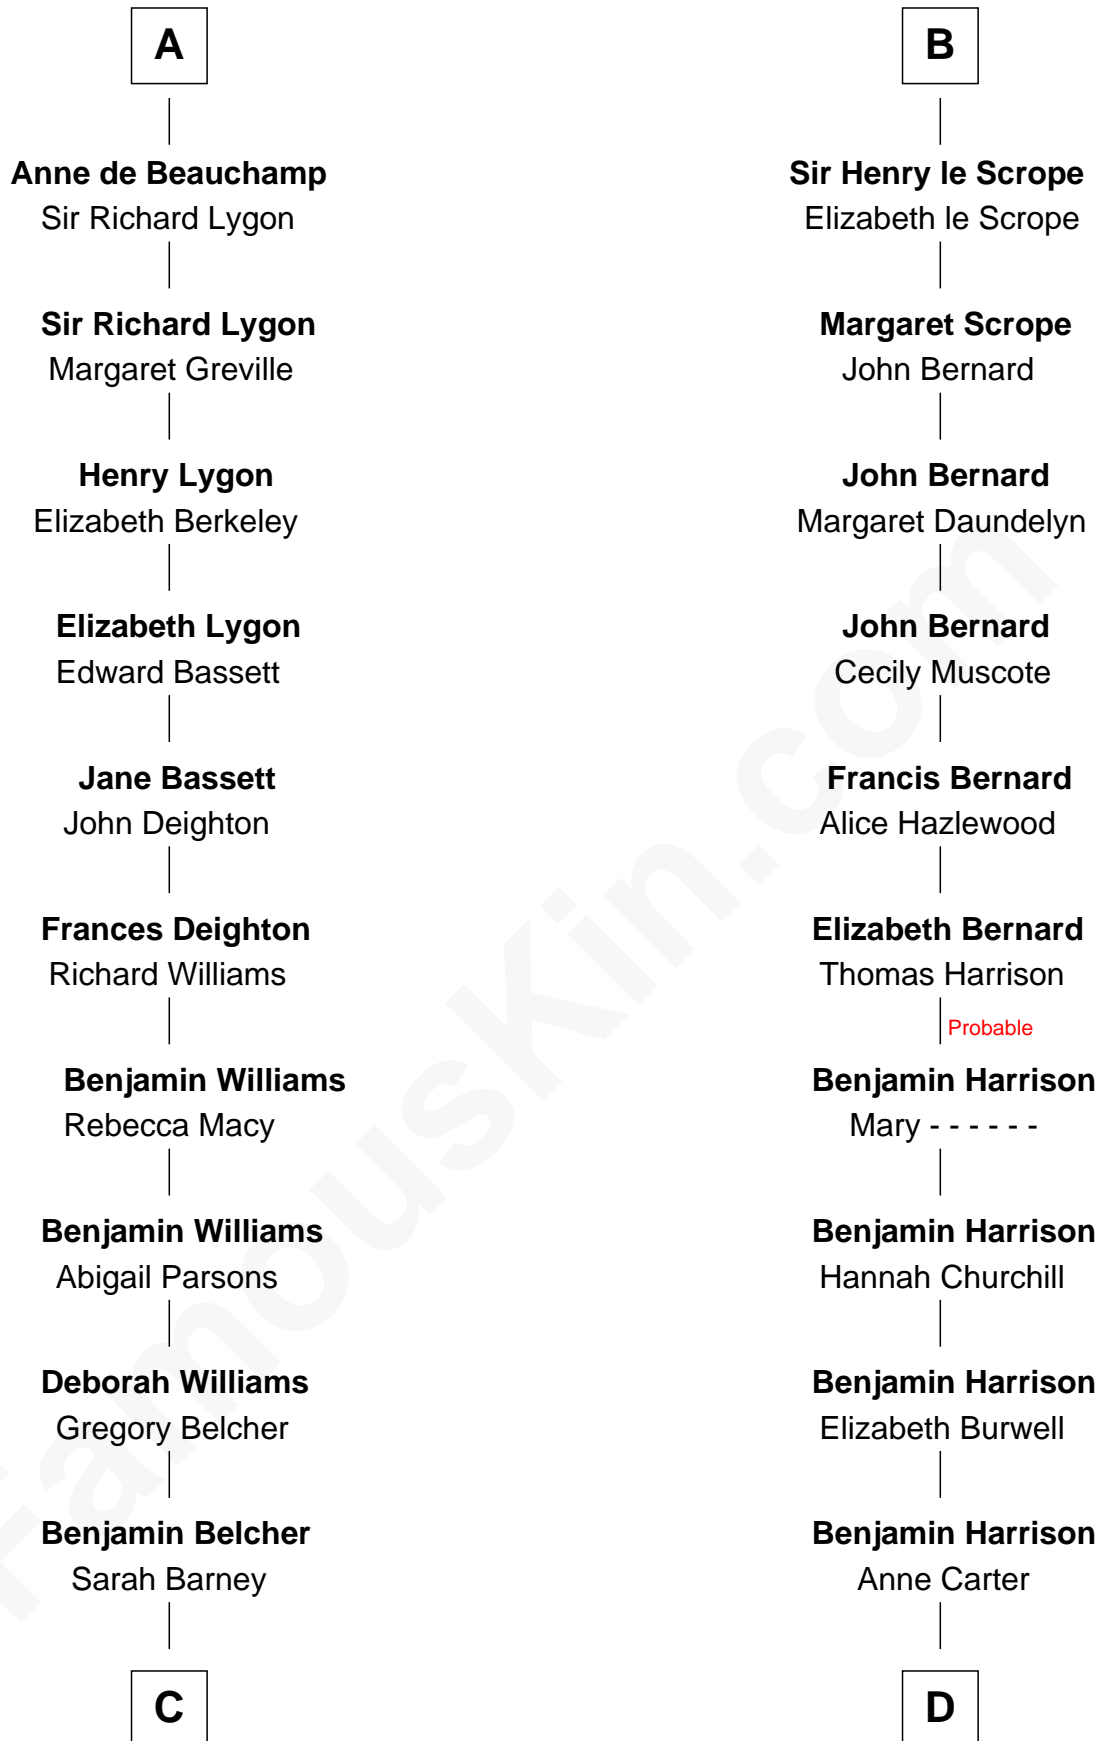 A
Anne de Beauchamp
Sir Richard Lygon
Sir Richard Lygon
Margaret Greville
Henry Lygon
Elizabeth Berkeley
Elizabeth Lygon
Edward Bassett
Jane Bassett
John Deighton
Frances Deighton
Richard Williams
Benjamin Williams
Rebecca Macy
Benjamin Williams
Abigail Parsons
Deborah Williams
Gregory Belcher
Benjamin Belcher
Sarah Barney
C
B
Sir Henry le Scrope
Elizabeth le Scrope
Margaret Scrope
John Bernard
John Bernard
Margaret Daundelyn
John Bernard
Cecily Muscote
Francis Bernard
Alice Hazlewood
Elizabeth Bernard
Thomas Harrison
Probable
Benjamin Harrison
Mary - - - - - -
Benjamin Harrison
Hannah Churchill
Benjamin Harrison
Elizabeth Burwell
Benjamin Harrison
Anne Carter
D
FamousKin.com